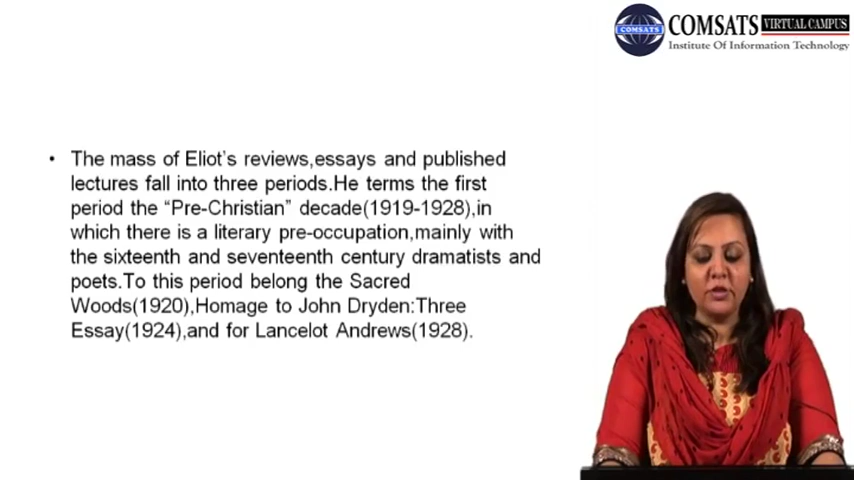 COMSATS COMSATS VIRTUAL CAMPUS
Institute Of Information Technology
• The mass of Eliot's reviews,essays and published
lectures fall into three periods.He terms the first
period the “Pre-Christian” decade(1919-1928),in
which there is a literary pre-occupation,mainly with
the sixteenth and seventeenth century dramatists and
poets.To this period belong the Sacred
Woods(1920),Homage to John Dryden:Three
Essay(1924),and for Lancelot Andrews(1928).